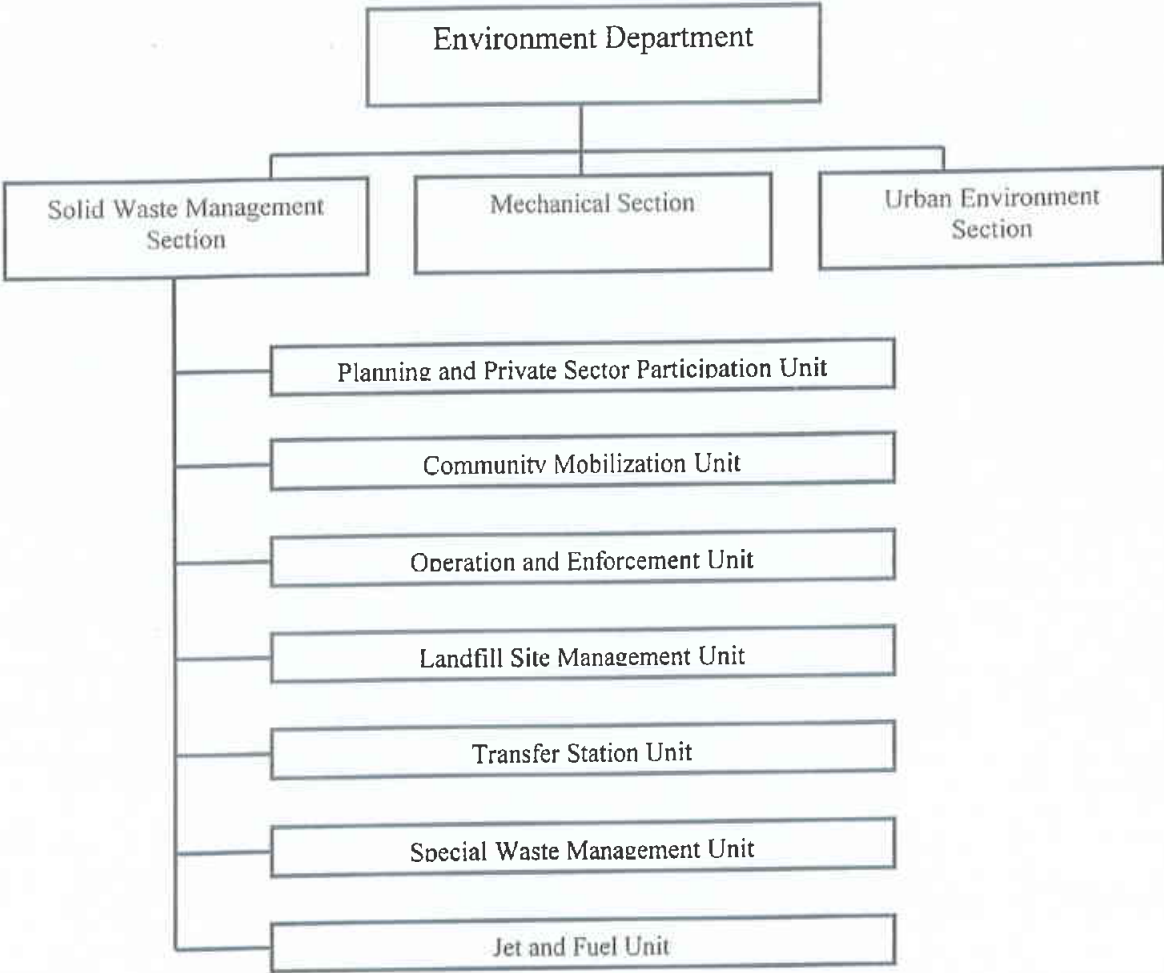 Environment Department
Solid Waste Management
Section
Mechanical Section
Urban Environment
Section
Planning and Private Sector Participation Unit
Community Mobilization Unit
Operation and Enforcement Unit
Landfill Site Management Unit
Transfer Station Unit
Special Waste Management Unit
Jet and Fuel Unit